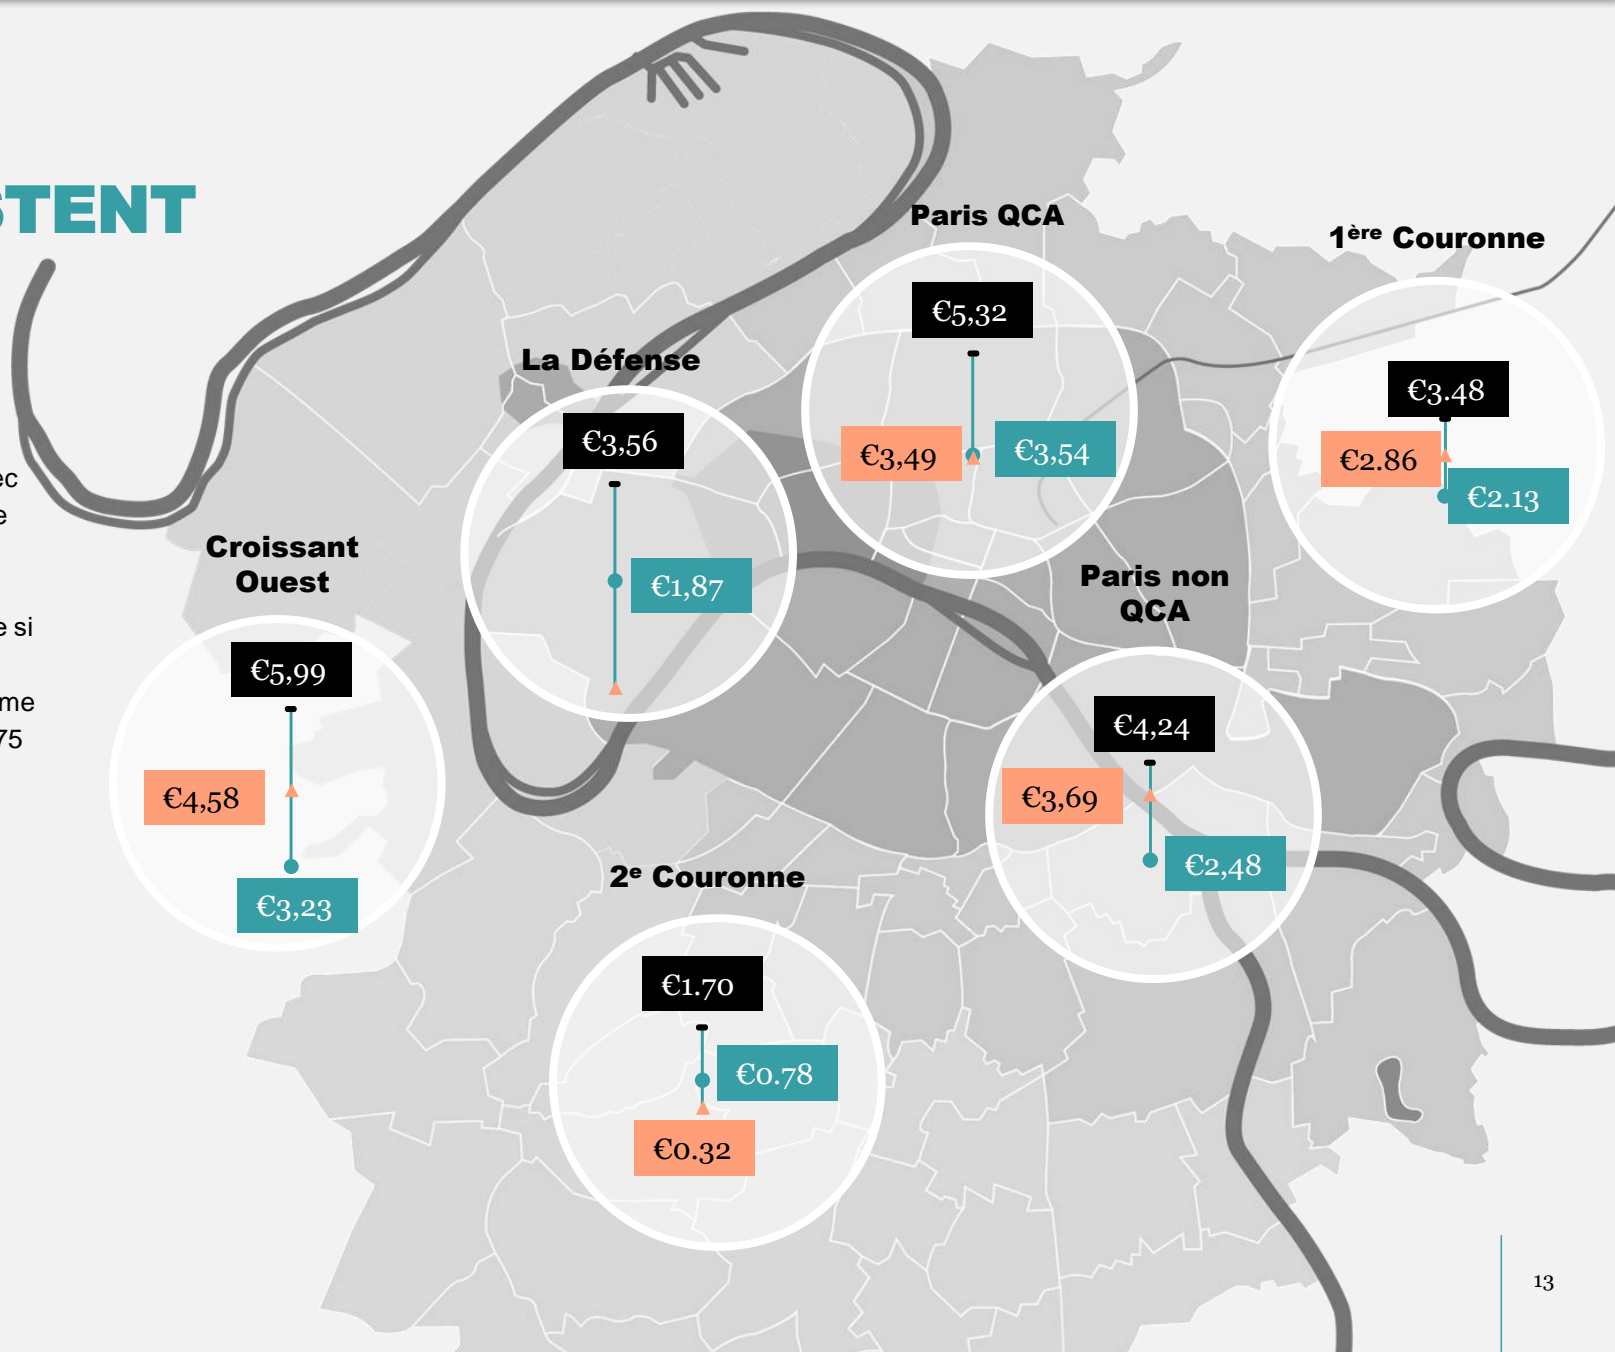 STENT
ec
e
e si
me
75
Paris QCA
€5,32
€3,49
€3,54
1ère Couronne
€3.48
€2.86
€2.13
La Défense
€3,56
€1,87
Croissant
Ouest
€5,99
€4,58
€3,23
Paris non
QCA
€4,24
€3,69
€2,48
2e Couronne
€1.70
€0.78
€0.32
13